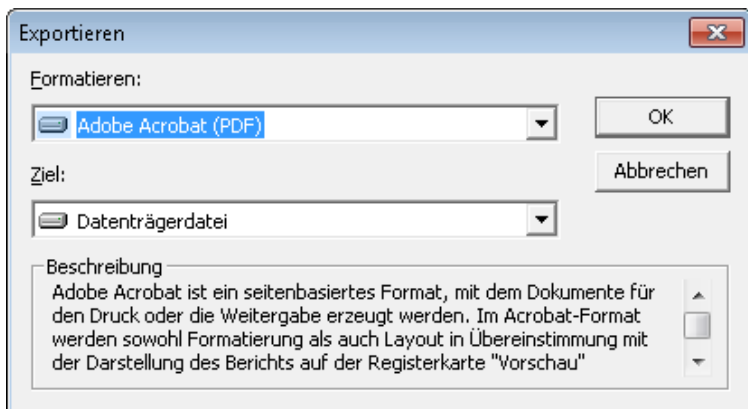 Exportieren
Formatieren:
Adobe Acrobat (PDF)
OK
Abbrechen
Ziel:
Datenträgerdatei
Beschreibung
Adobe Acrobat ist ein seitenbasiertes Format, mit dem Dokumente für
den Druck oder die Weitergabe erzeugt werden. Im Acrobat-Format
werden sowohl Formatierung als auch Layout in Übereinstimmung mit
der Darstellung des Berichts auf der Registerkarte "Vorschau"